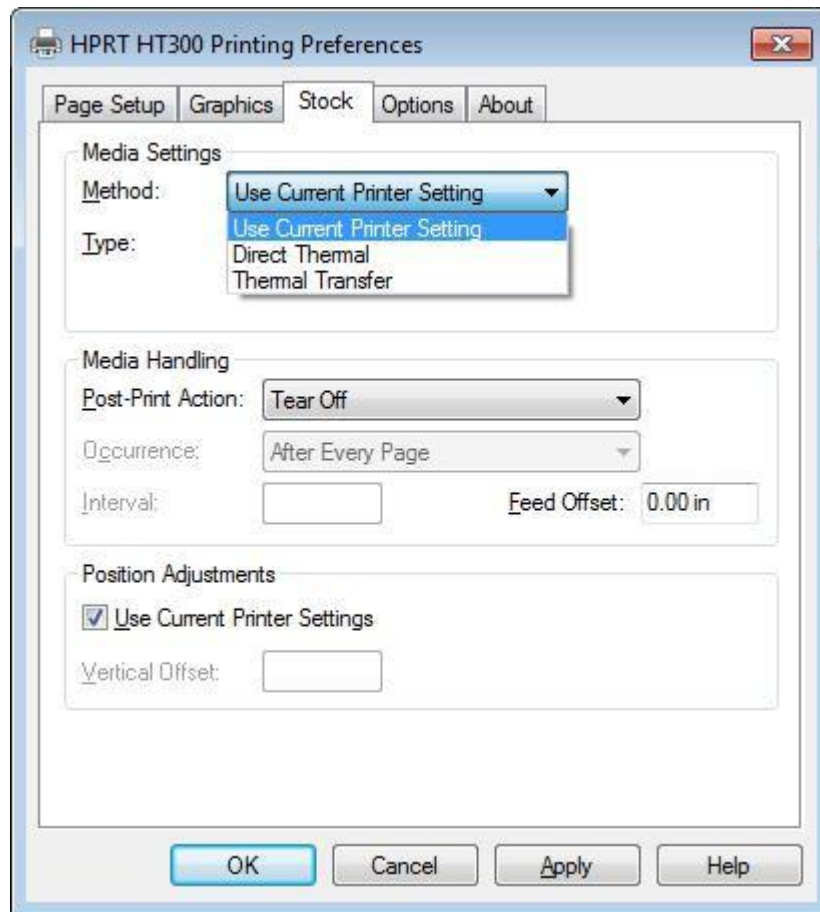 HPRT HT300 Printing Preferences
Page Setup Graphics Stock Options About
Media Settings
Method: Use Current Printer Setting
Use Current Printer Setting
Type:
Direct Thermal
Thermal Transfer
Media Handling
Post-Print Action: Tear Off
Occurrence: After Every Page
Interval: Feed Offset: 0.00 in
Position Adjustments
Use Current Printer Settings
Vertical Offset:
OK Cancel Apply Help